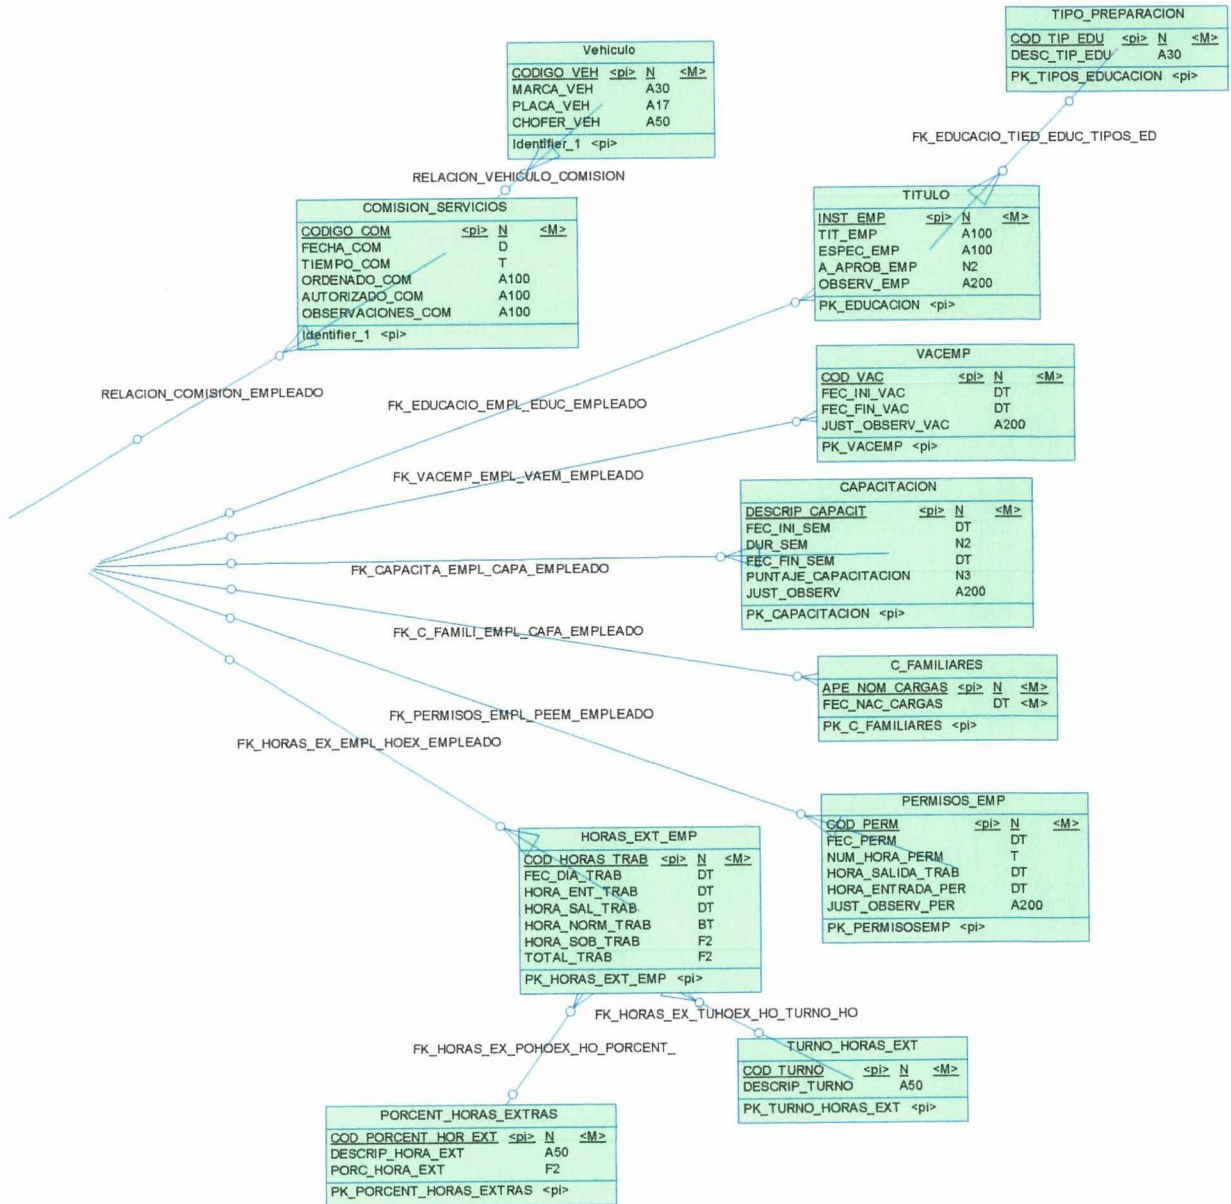 TIPO_PREPARACION
COD_TIP_EDU <pi> N <M>
DESC_TIP_EDU A30
PK_TIPOS_EDUCACION <pi>
Vehiculo
CODIGO_VEH <pi> N <M>
MARCA_VEH A30
PLACA_VEH A17
CHOFER_VEH A50
Identifier_1 <pi>
FK_EDUCACIO_TIED_EDUC_TIPOS_ED
RELACION_VEHICULO_COMISION
TITULO
INST_EMP <pi> N <M>
TIT_EMP A100
ESPEC_EMP A100
A_APROB_EMP N2
OBSERV_EMP A200
PK_EDUCACION <pi>
COMISION_SERVICIOS
CODIGO_COM <pi> N <M>
FECHA_COM D
TIEMPO_COM T
ORDENADO_COM A100
AUTORIZADO_COM A100
OBSERVACIONES_COM A100
Identifier_1 <pi>
RELACION_COMISION_EMPLEADO
FK_EDUCACIO_EMPL_EDUC_EMPLEADO
VACEMP
COD_VAC <pi> N <M>
FEC_INI_VAC DT
FEC_FIN_VAC DT
JUST_OBSERV_VAC A200
PK_VACEMP <pi>
FK_VACEMP_EMPL_VAEM_EMPLEADO
CAPACITACION
DESCRIP_CAPACIT <pi> N <M>
FEC_INI_SEM DT
DUR_SEM N2
FEC_FIN_SEM DT
PUNTAJE_CAPACITACION N3
JUST_OBSERV A200
PK_CAPACITACION <pi>
FK_CAPACITA_EMPL_CAPA_EMPLEADO
FK_C_FAMILI_EMPL_CAFA_EMPLEADO
C_FAMILIARES
APE_NOM_CARGAS <pi> N <M>
FEC_NAC_CARGAS DT <M>
PK_C_FAMILIARES <pi>
FK_PERMISOS_EMPL_PEEM_EMPLEADO
FK_HORAS_EX_EMPL_HOEX_EMPLEADO
PERMISOS_EMP
COD_PERM <pi> N <M>
FEC_PERM DT
NUM_HORA_PERM T
HORA_SALIDA_TRAB DT
HORA_ENTRADA_PER DT
JUST_OBSERV_PER A200
PK_PERMISOSEMP <pi>
HORAS_EXT_EMP
COD_HORAS_TRAB <pi> N <M>
FEC_DIA_TRAB DT
HORA_ENT_TRAB DT
HORA_SAL_TRAB DT
HORA_NORM_TRAB BT
HORA_SOB_TRAB F2
TOTAL_TRAB F2
PK_HORAS_EXT_EMP <pi>
FK_HORAS_EX_TUHOEX_HO_TURNO_HO
FK_HORAS_EX_POHOEX_HO_PORCENT_
TURNO_HORAS_EXT
COD_TURNO <pi> N <M>
DESCRIP_TURNO A50
PK_TURNO_HORAS_EXT <pi>
PORCENT_HORAS_EXTRAS
COD_PORCENT_HOR_EXT <pi> N <M>
DESCRIP_HORA_EXT A50
PORC_HORA_EXT F2
PK_PORCENT_HORAS_EXTRAS <pi>